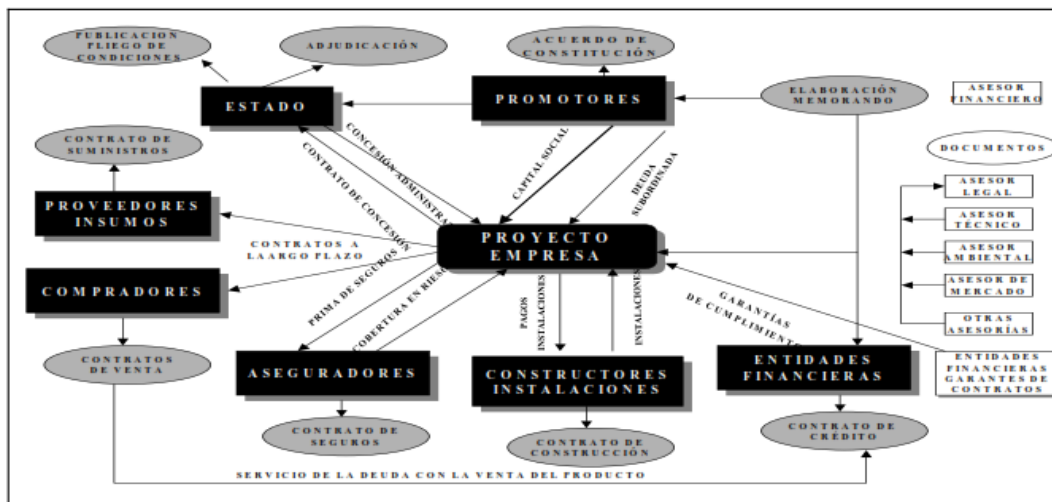 PUBLICACION
PLIEGO DE
CONDICIONES
ADJUDICACIÓN
ACUERDO DE
CONSTITUCIÓN
ESTADO
PROMOTORES
ELABORACIÓN
MEMORANDO
ASESOR
FINANCIERO
CONTRATO DE
SUMINISTROS
CONCESIÓN ADMINISTRA
CONTRATO DE CONCESIÓN
CAPITAL SOCIAL
DEUDA
SUBORDINADA
DOCUMENTOS
ASESOR
LEGAL
PROVEEDORES
INSUMOS
ASESOR
TÉCNICO
PROYECTO
EMPRESA
CONTRATOS A
LAARGO PLAZO
ASESOR
AMBIENTAL
COMPRADORES
ASESOR DE
MERCADO
PRIMA DE SEGUROS
COBERTURA EN RIESG
PAGOS
INSTALACIONES
INSTALACIONES
GARANTÍAS
DE CUMPLIMIENTO
OTRAS
ASESORÍAS
CONTRATOS
DE VENTA
ASEGURADORES
CONSTRUCTORES
INSTALACIONES
ENTIDADES
FINANCIERAS
ENTIDADES
FINANCIERAS
GARANTES DE
CONTRATOS
CONTRATO DE
SEGUROS
CONTRATO DE
CONSTRUCCIÓN
CONTRATO DE
CRÉDITO
SERVICIO DE LA DEUDA CON LA VENTA DEL PRODUCTO